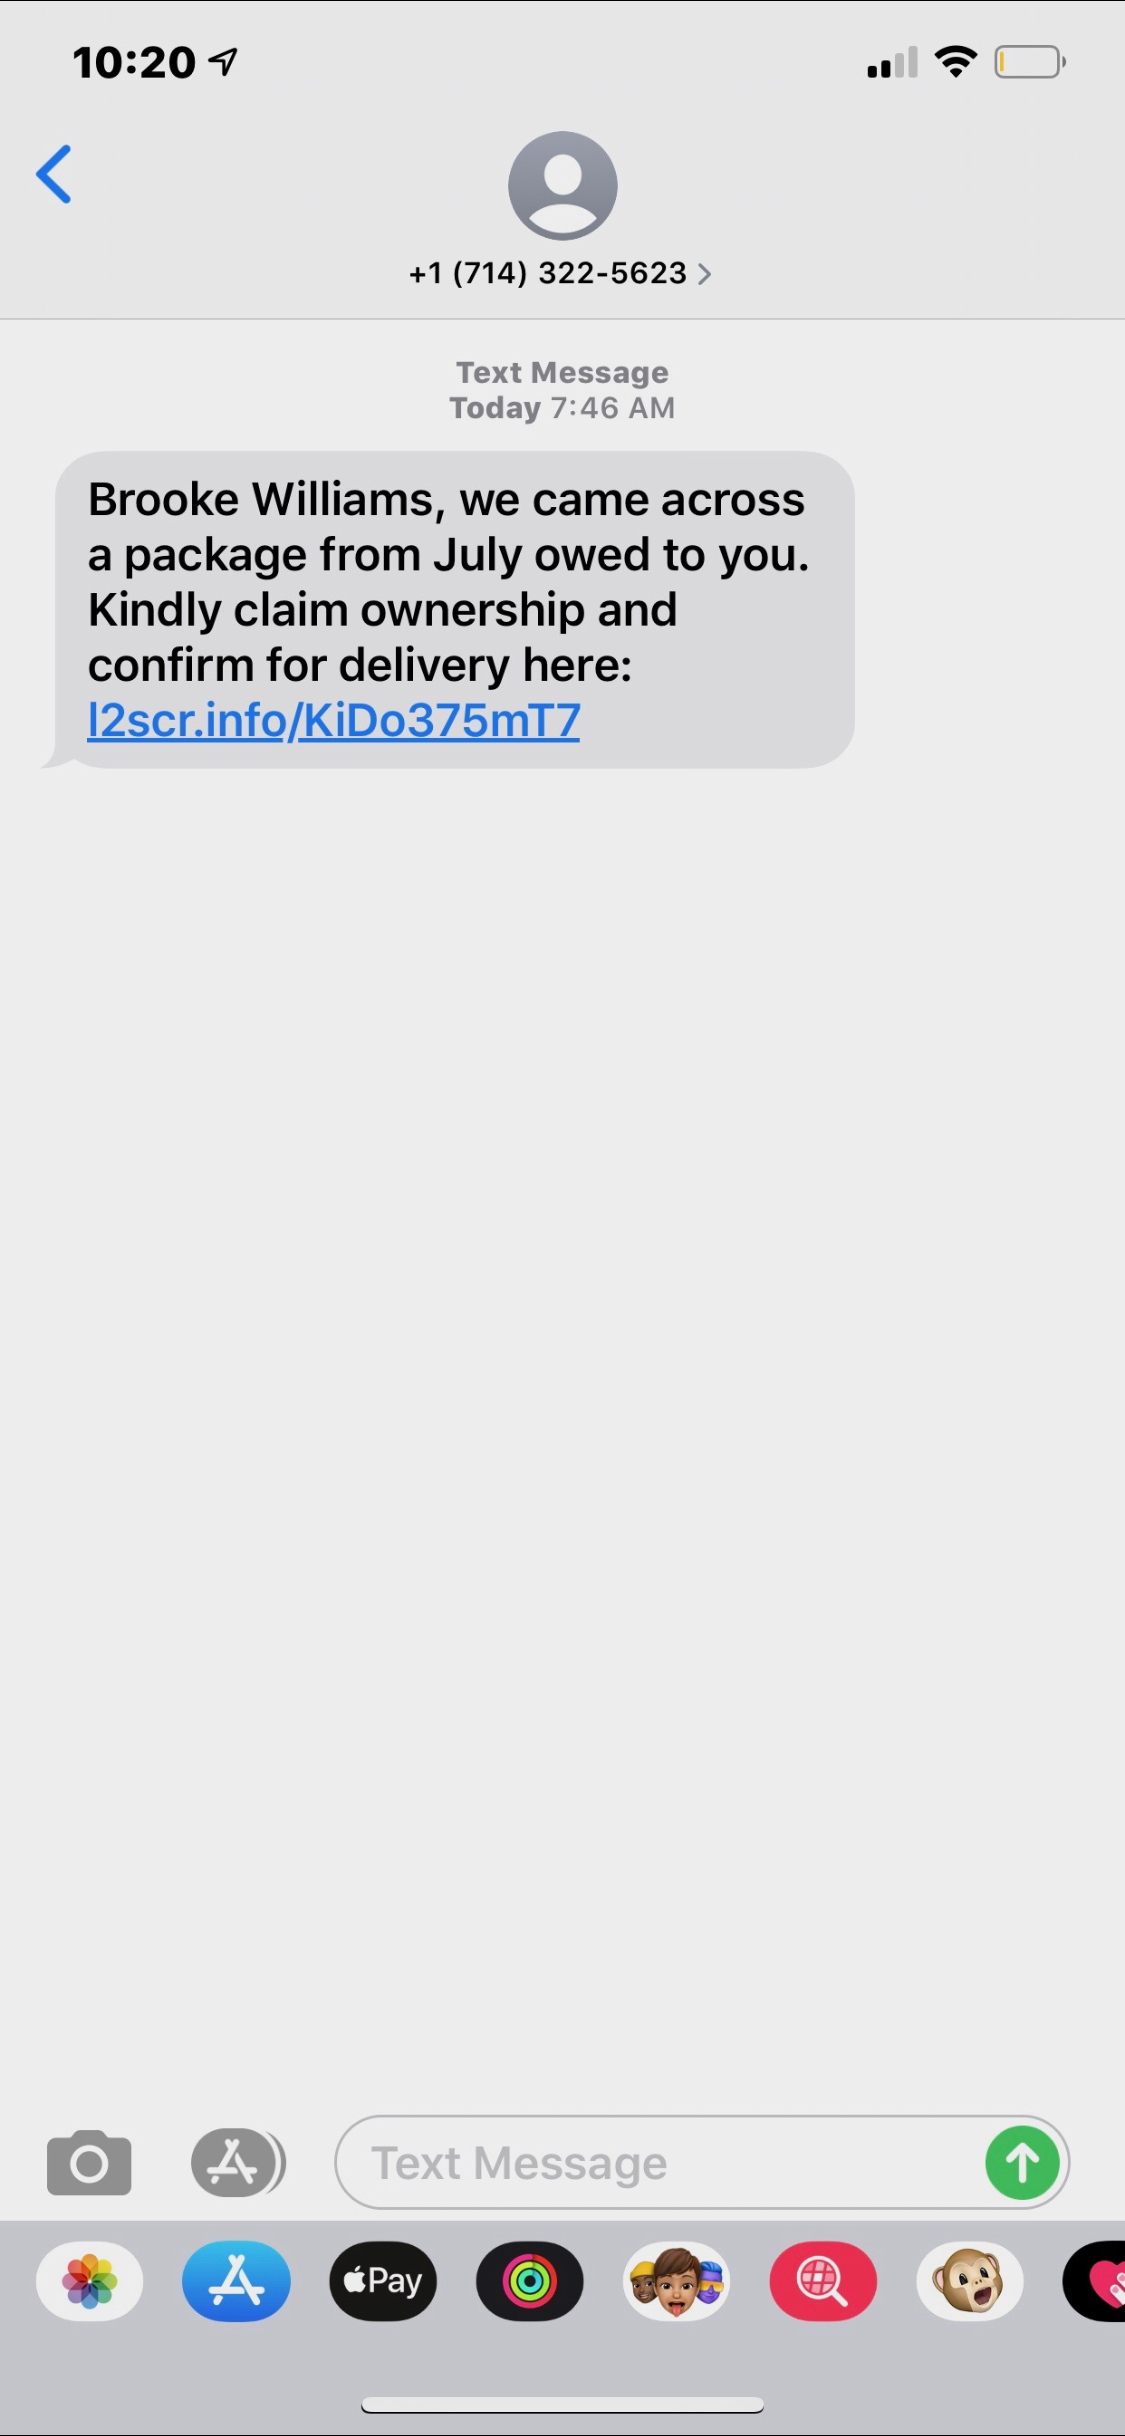 10:20
+1 (714) 322-5623
Text Message
Today 7:46 AM
Brooke Williams, we came across
a package from July owed to you.
Kindly claim ownership and
confirm for delivery here:
l2scr.info/KiDo375mT7
Text Message
Pay